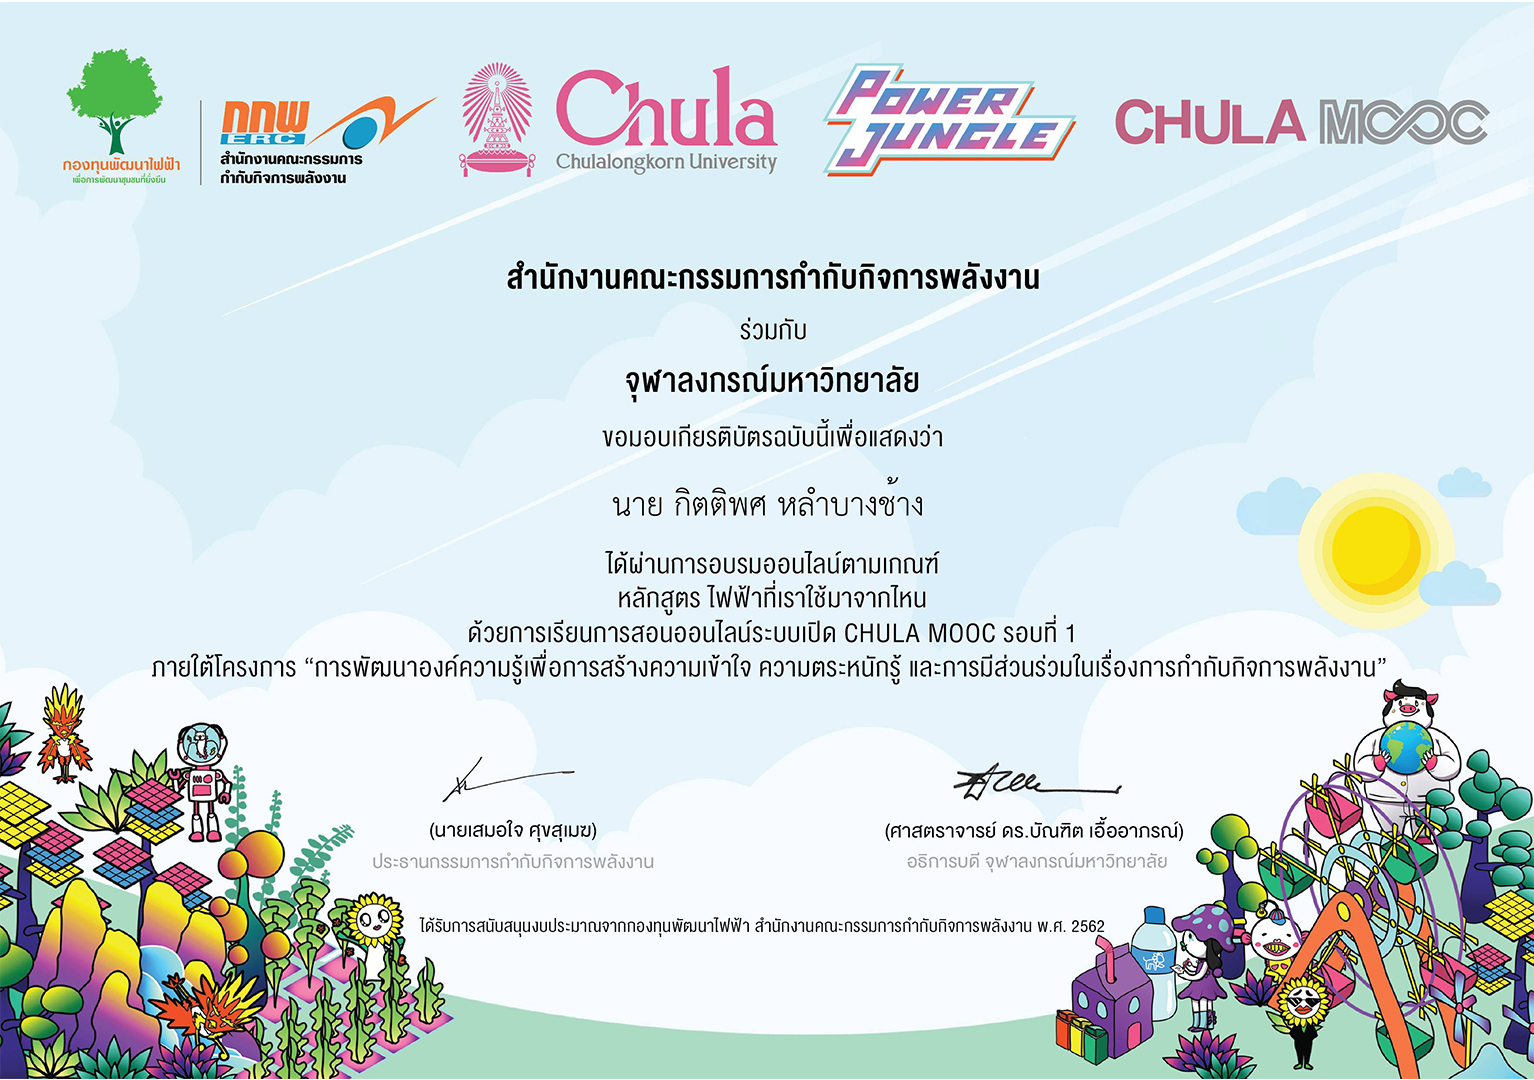 กองทุนพัฒนาไฟฟ้า
เพื่อการพัฒนาชุมชนที่ยั่งยืน
กกพ
ERC
สำนักงานคณะกรรมการ
กำกับกิจการพลังงาน
Chula
Chulalongkorn University
POWER
JUNGLE
CHULA MOOC
สำนักงานคณะกรรมการกำกับกิจการพลังงาน
ร่วมกับ
จุฬาลงกรณ์มหาวิทยาลัย
ขอมอบเกียรติบัตรฉบับนี้เพื่อแสดงว่า
นาย กิตติพศ หลำบางช้าง
ได้ผ่านการอบรมออนไลน์ตามเกณฑ์
หลักสูตร ไฟฟ้าที่เราใช้มาจากไหน
ด้วยการเรียนการสอนออนไลน์ระบบเปิด CHULA MOOC รอบที่ 1
ภายใต้โครงการ “การพัฒนาองค์ความรู้เพื่อการสร้างความเข้าใจ ความตระหนักรู้ และการมีส่วนร่วมในเรื่องการกำกับกิจการพลังงาน”
(นายเสมอใจ ศุขสุเมฆ)
ประธานกรรมการกำกับกิจการพลังงาน
(ศาสตราจารย์ ดร.บัณฑิต เอื้ออาภรณ์)
อธิการบดี จุฬาลงกรณ์มหาวิทยาลัย
ได้รับการสนับสนุนงบประมาณจากกองทุนพัฒนาไฟฟ้า สำนักงานคณะกรรมการกำกับกิจการพลังงาน พ.ศ. 2562